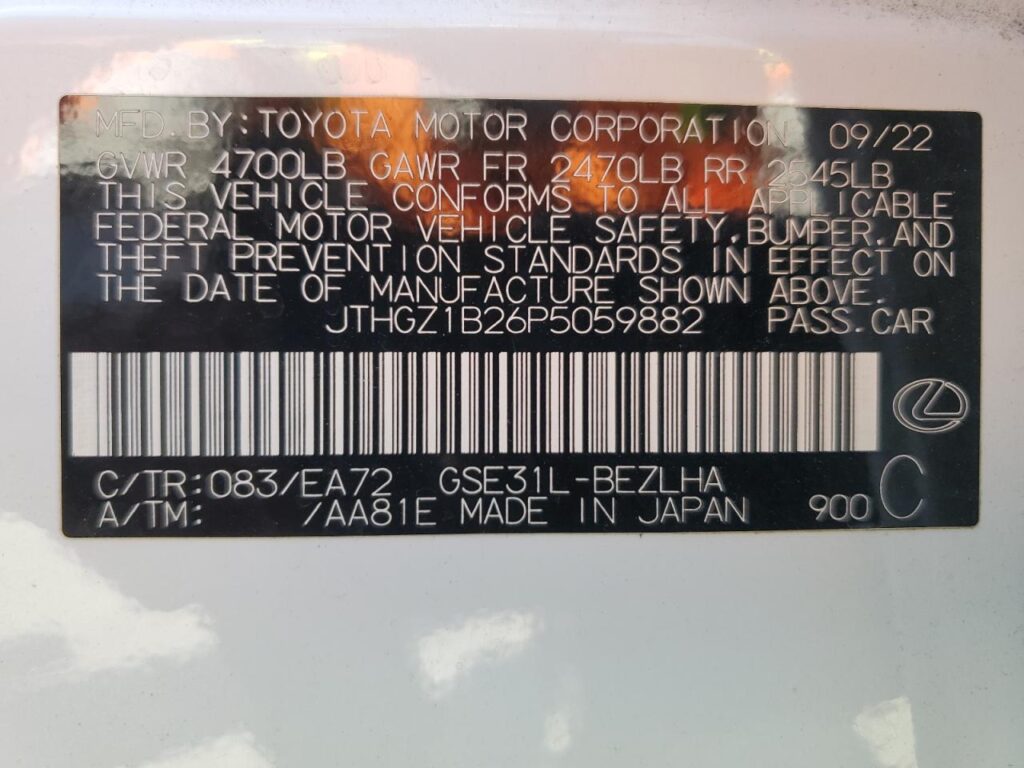 MFD. BY: TOYOTA MOTOR CORPORATION 09/22
GVWR 4700LB GAWR FR 2470LB RR 2545LB
THIS VEHICLE CONFORMS TO ALL APPLICABLE
FEDERAL MOTOR VEHICLE SAFETY, BUMPER, AND
THEFT PREVENTION STANDARDS IN EFFECT ON
THE DATE OF MANUFACTURE SHOWN ABOVE.
JTHGZ1B26P5059882 PASS.CAR
C/TR: 083/EA72 GSE31L-BEZLHA
A/TM: /AA81E MADE IN JAPAN 900 C